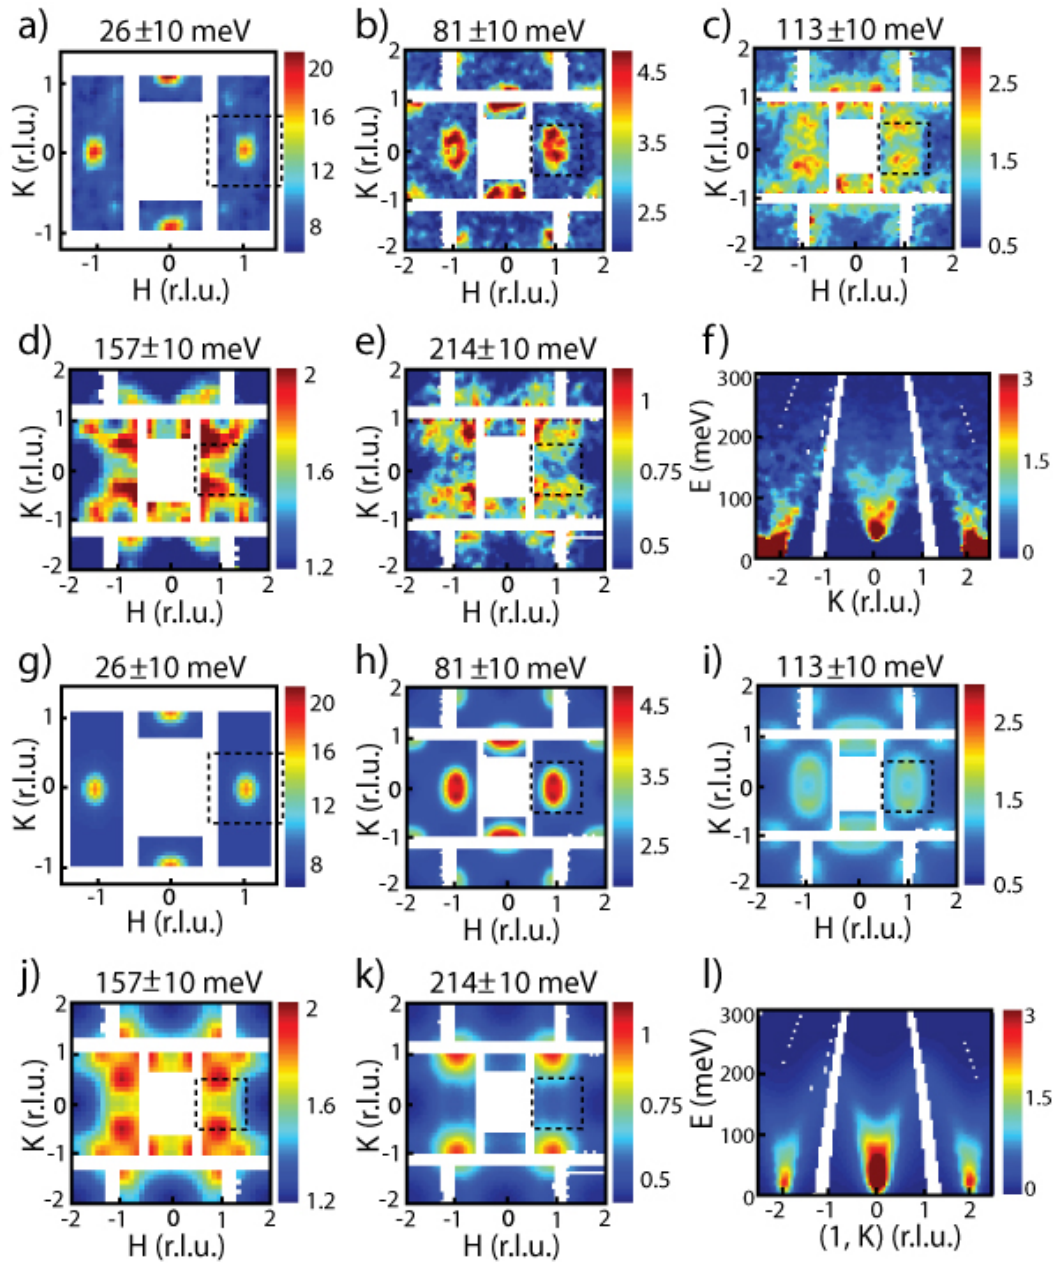 a) 26±10 meV
b) 81±10 meV
c) 113±10 meV
K (r.l.u.)
1
0
-1
-1 0 1
H (r.l.u.)
20
16
12
8
K (r.l.u.)
2
1
0
-1
-2
-2 -1 0 1 2
H (r.l.u.)
4.5
3.5
2.5
K (r.l.u.)
2
1
0
-1
-2
-2 -1 0 1 2
H (r.l.u.)
2.5
1.5
0.5
d) 157±10 meV
e) 214±10 meV
f)
K (r.l.u.)
2
1
0
-1
-2
-2 -1 0 1 2
H (r.l.u.)
2
1.6
1.2
K (r.l.u.)
2
1
0
-1
-2
-2 -1 0 1 2
H (r.l.u.)
1
0.75
0.5
E (meV)
300
200
100
0
-2 -1 0 1 2
K (r.l.u.)
3
1.5
0
g) 26±10 meV
h) 81±10 meV
i) 113±10 meV
K (r.l.u.)
1
0
-1
-1 0 1
H (r.l.u.)
20
16
12
8
K (r.l.u.)
2
1
0
-1
-2
-2 -1 0 1 2
H (r.l.u.)
4.5
3.5
2.5
K (r.l.u.)
2
1
0
-1
-2
-2 -1 0 1 2
H (r.l.u.)
2.5
1.5
0.5
j) 157±10 meV
k) 214±10 meV
l)
K (r.l.u.)
2
1
0
-1
-2
-2 -1 0 1 2
H (r.l.u.)
2
1.6
1.2
K (r.l.u.)
2
1
0
-1
-2
-2 -1 0 1 2
H (r.l.u.)
1
0.75
0.5
E (meV)
300
200
100
0
-2 -1 0 1 2
(1, K) (r.l.u.)
3
1.5
0